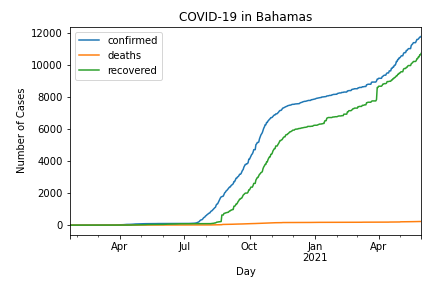 COVID-19 in Bahamas
confirmed
deaths
recovered
Number of Cases
12000
10000
8000
6000
4000
2000
0
Apr
Jul
Oct
Jan
2021
Apr
Day